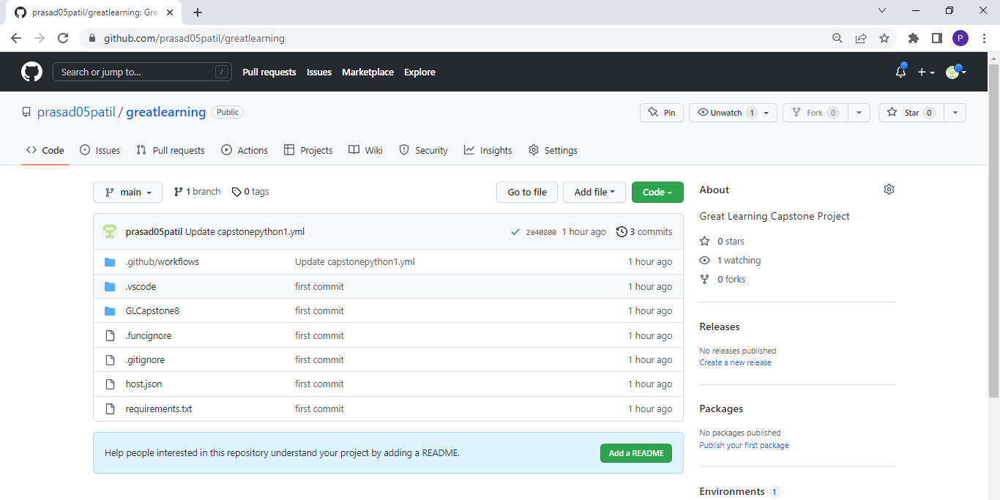 prasad05patil/greatlearning: Gre
github.com/prasad05patil/greatlearning
P
Search or jump to... /
Pull requests Issues Marketplace Explore
prasad05patil / greatlearning Public
Pin Unwatch 1 Fork 0 Star 0
Code Issues Pull requests Actions Projects Wiki Security Insights Settings
main 1 branch 0 tags Go to file Add file Code
prasad05patil Update capstonepython1.yml 2a40800 1 hour ago 3 commits
.github/workflows Update capstonepython1.yml 1 hour ago
.vscode first commit 1 hour ago
GLCapstone8 first commit 1 hour ago
.funcignore first commit 1 hour ago
.gitignore first commit 1 hour ago
host.json first commit 1 hour ago
requirements.txt first commit 1 hour ago
Help people interested in this repository understand your project by adding a README. Add a README
About
Great Learning Capstone Project
0 stars
1 watching
0 forks
Releases
No releases published
Create a new release
Packages
No packages published
Publish your first package
Environments 1